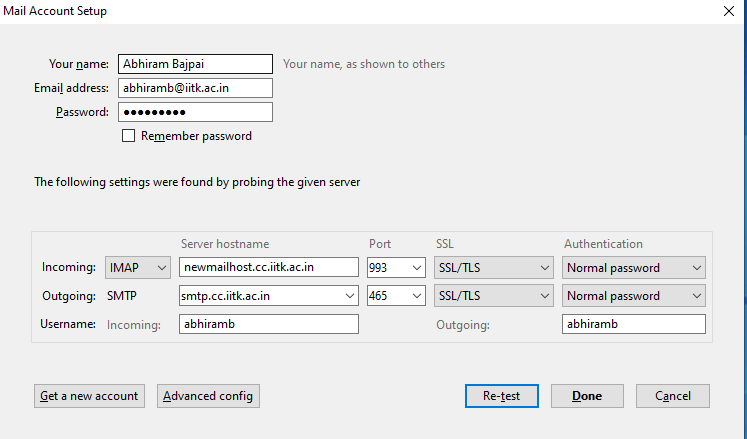 Mail Account Setup
Your name: Abhiram Bajpai Your name, as shown to others
Email address: abhiramb@iitk.ac.in
Password: ●●●●●●●●●
Remember password
The following settings were found by probing the given server
Server hostname Port SSL Authentication
Incoming: IMAP newmailhost.cc.iitk.ac.in 993 SSL/TLS Normal password
Outgoing: SMTP smtp.cc.iitk.ac.in 465 SSL/TLS Normal password
Username: Incoming: abhiramb Outgoing: abhiramb
Get a new account Advanced config Re-test Done Cancel